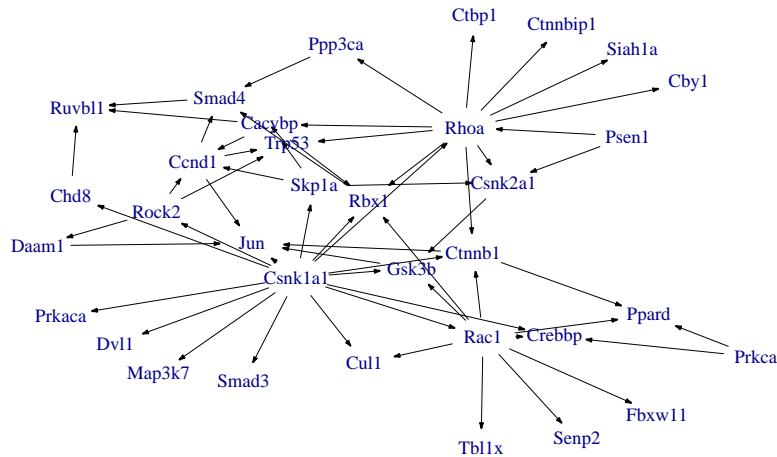 Ctbp1
Ctnnbip1
Ppp3ca
Siah1a
Cby1
Smad4
Ruvbl1
Cacybp
Rhoa
Psen1
Trp53
Ccnd1
Skp1a
Csnk2a1
Chd8
Rbx1
Rock2
Daam1
Jun
Ctnnb1
Gsk3b
Csnk1a1
Prkaca
Ppard
Dvl1
Rac1
Crebbp
Prkca
Cul1
Map3k7
Smad3
Fbxw11
Senp2
Tbl1x